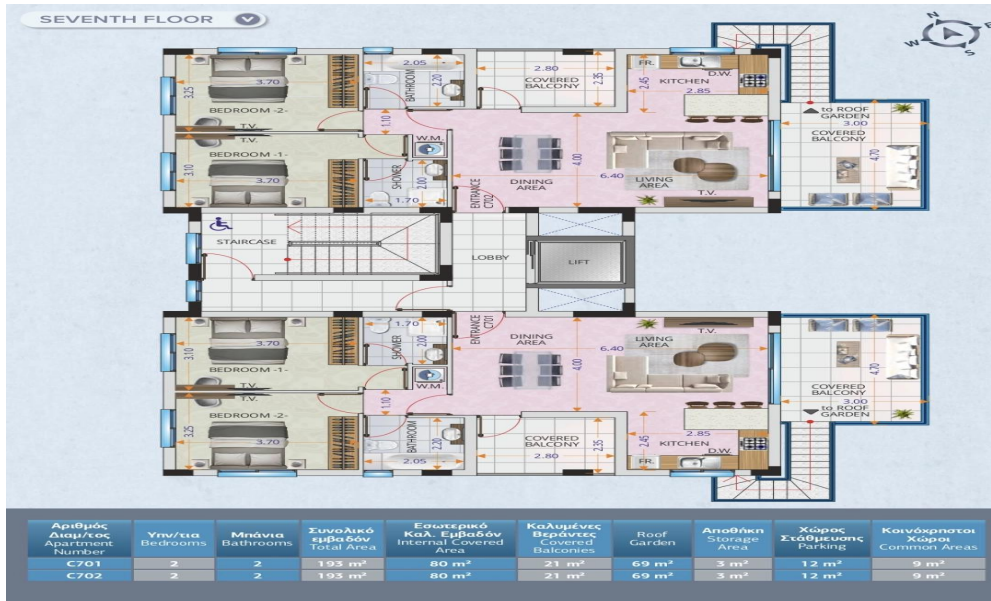 SEVENTH FLOOR
N
E
W
S
2.05
BATHROOM
2.20
2.80
COVERED
BALCONY
2.35
FR.
D.W.
2.45
KITCHEN
2.85
3.25
3.70
BEDROOM -2-
T.V.
1.10
to ROOF
GARDEN
3.00
COVERED
BALCONY
4.70
T.V.
BEDROOM -1-
3.10
3.70
W.M.
SHOWER
2.00
1.70
ENTRANCE
C702
DINING
AREA
4.00
6.40
LIVING
AREA
T.V.
STAIRCASE
LOBBY
LIFT
3.10
3.70
BEDROOM -1-
T.V.
1.70
SHOWER
2.00
W.M.
ENTRANCE
C701
DINING
AREA
4.00
6.40
T.V.
LIVING
AREA
4.70
COVERED
BALCONY
3.00
to ROOF
GARDEN
1.10
BEDROOM -2-
3.25
3.70
BATHROOM
2.20
2.05
COVERED
BALCONY
2.80
2.35
2.45
2.85
KITCHEN
D.W.
FR.
Αριθμός
Διαμ/τος
Apartment
Number
Υπν/τια
Bedrooms
Μπάνια
Bathrooms
Συνολικό
εμβαδόν
Total Area
Εσωτερικό
Καλ. Εμβαδόν
Internal Covered
Area
Καλυμένες
Βεράντες
Covered
Balconies
Roof
Garden
Αποθήκη
Storage
Area
Χώρος
Στάθμευσης
Parking
Κοινόχρηστοι
Χώροι
Common Areas
C701 2 2 193 m² 80 m² 21 m² 69 m² 3 m² 12 m² 9 m²
C702 2 2 193 m² 80 m² 21 m² 69 m² 3 m² 12 m² 9 m²